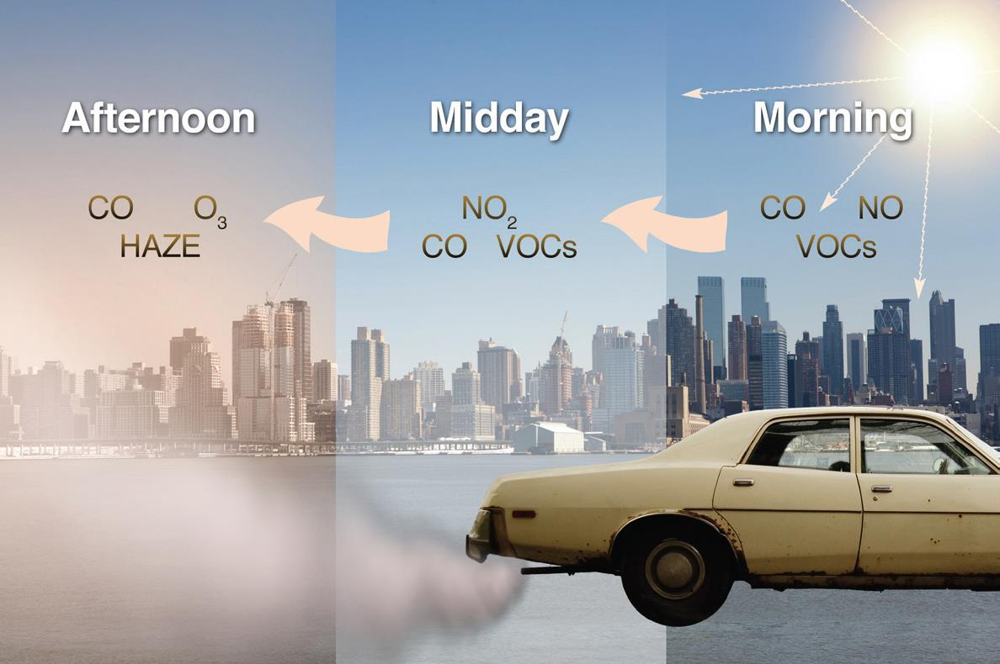 Afternoon
Midday
Morning
CO O₃
HAZE
NO₂
CO VOCs
CO NO
VOCs